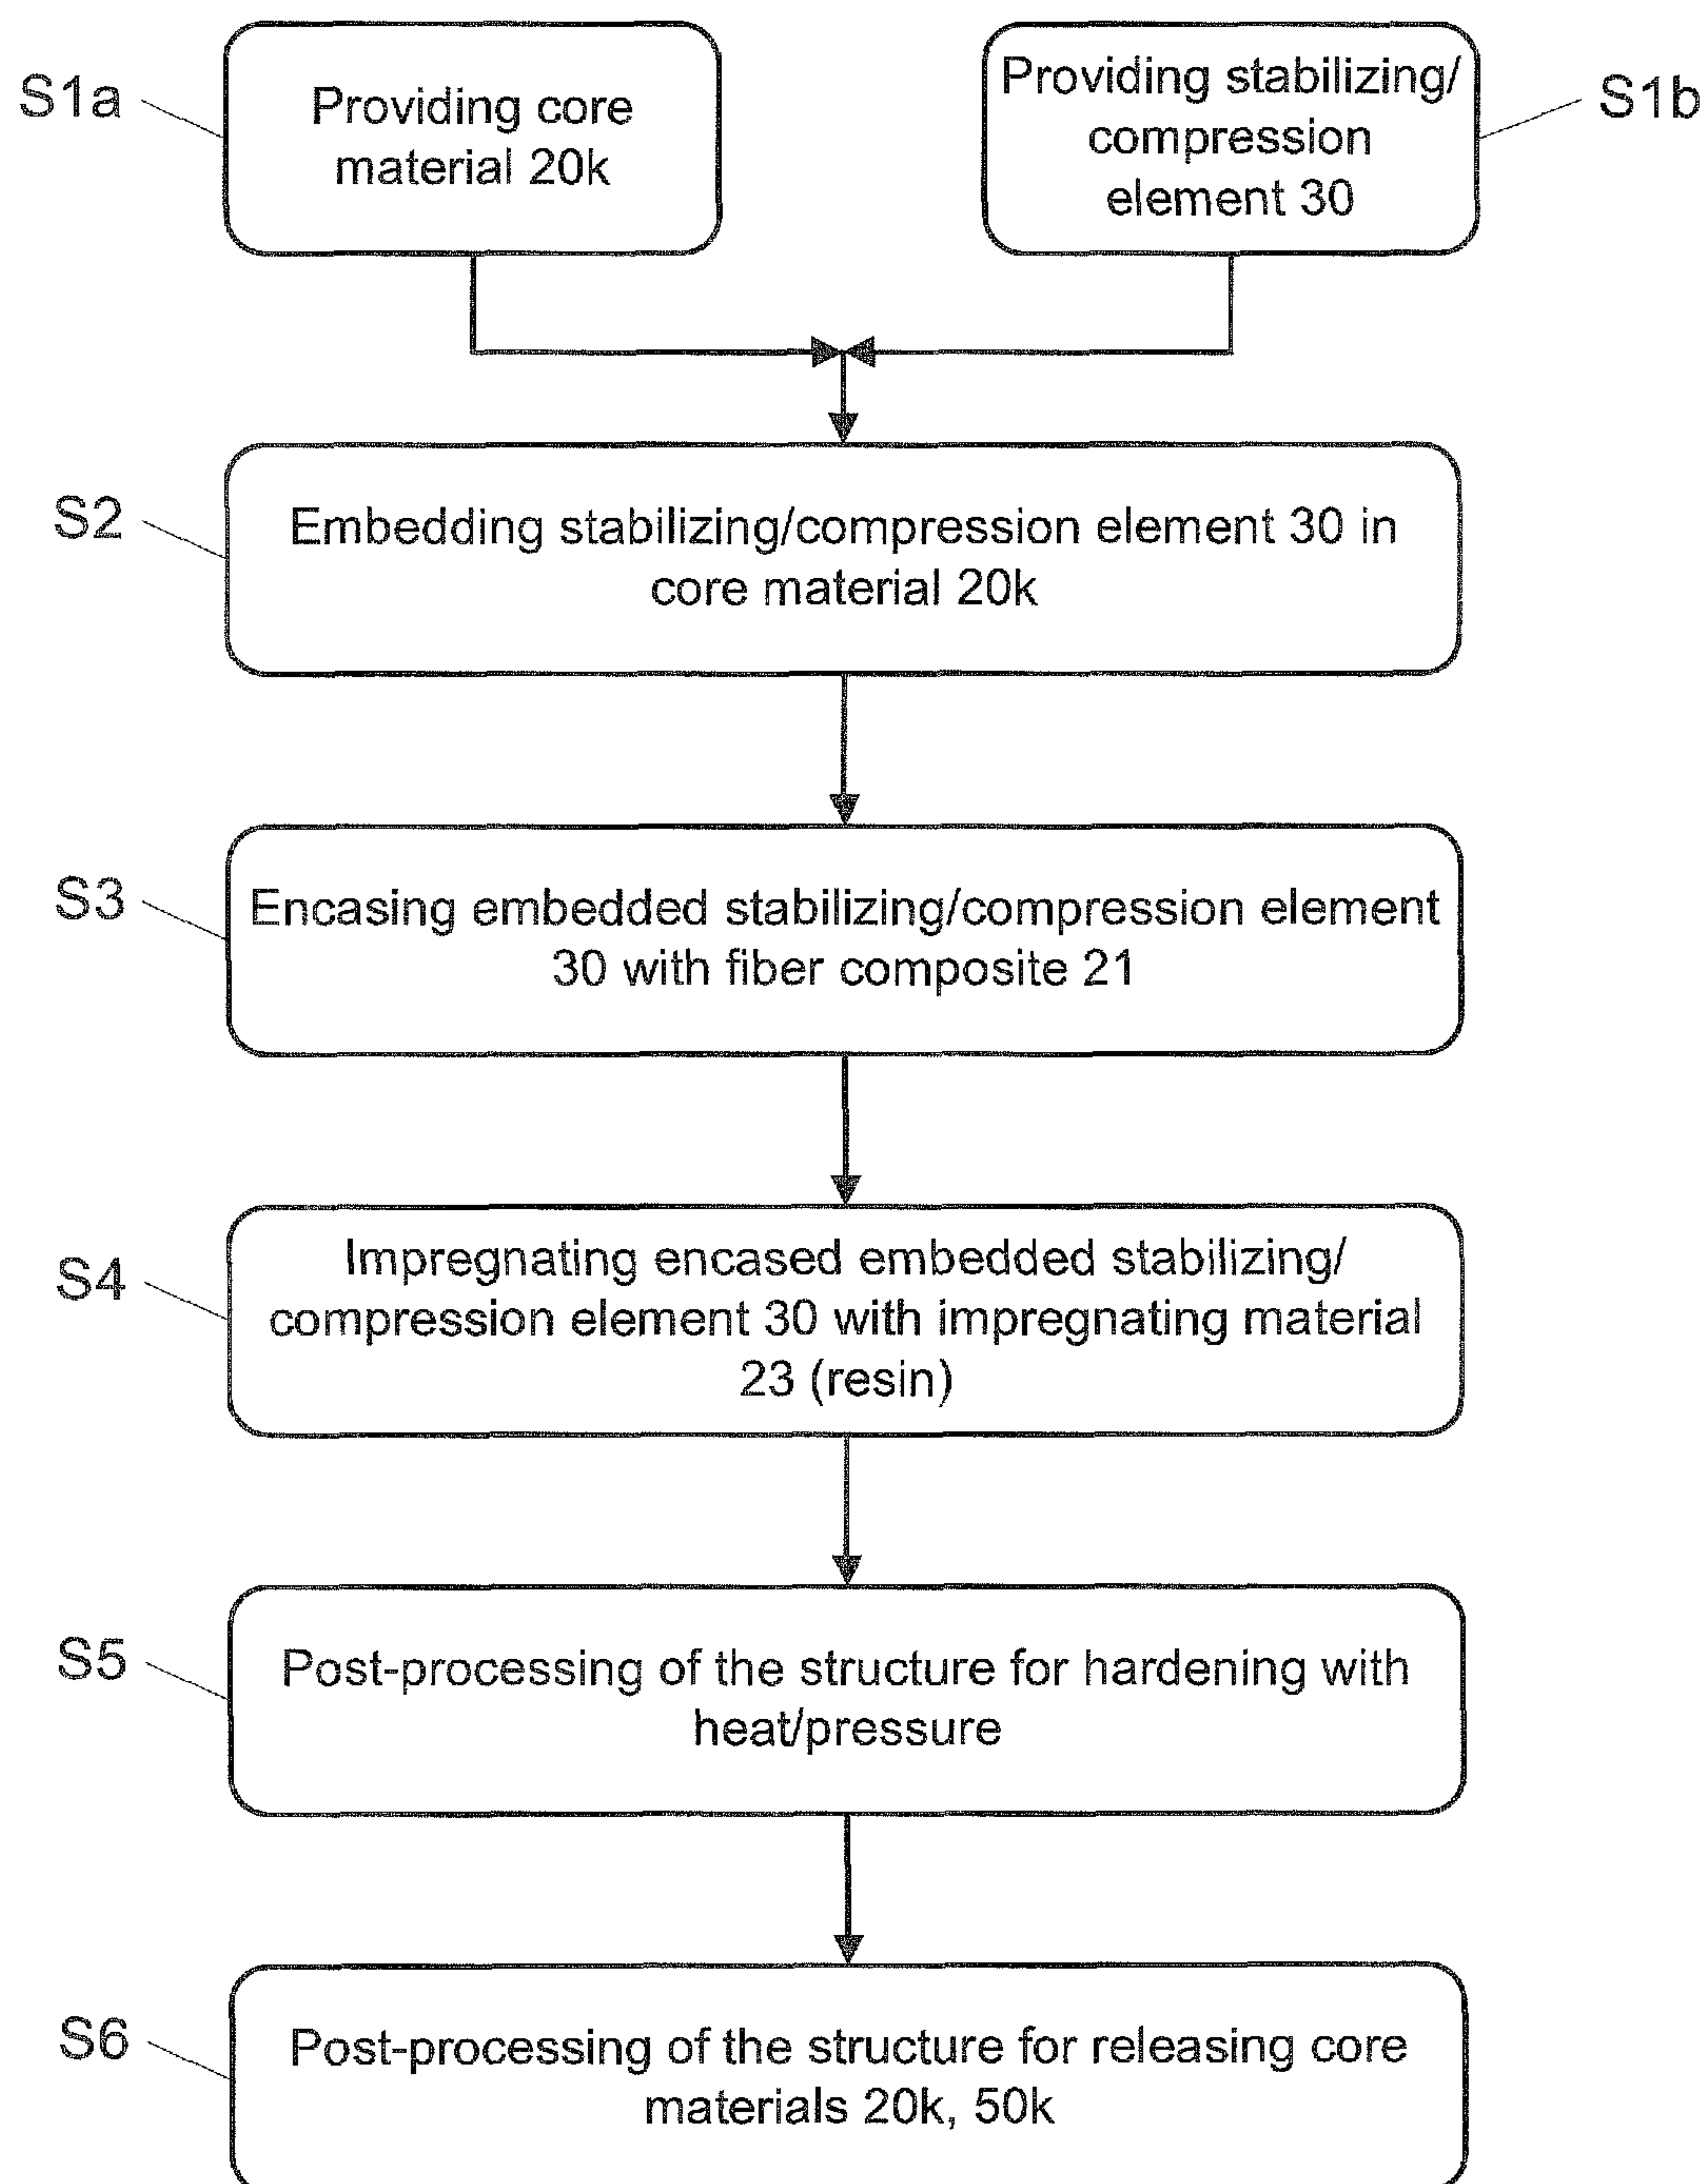 S1a
Providing core
material 20k
Providing stabilizing/
compression
element 30
S1b
S2
Embedding stabilizing/compression element 30 in
core material 20k
S3
Encasing embedded stabilizing/compression element
30 with fiber composite 21
S4
Impregnating encased embedded stabilizing/
compression element 30 with impregnating material
23 (resin)
S5
Post-processing of the structure for hardening with
heat/pressure
S6
Post-processing of the structure for releasing core
materials 20k, 50k